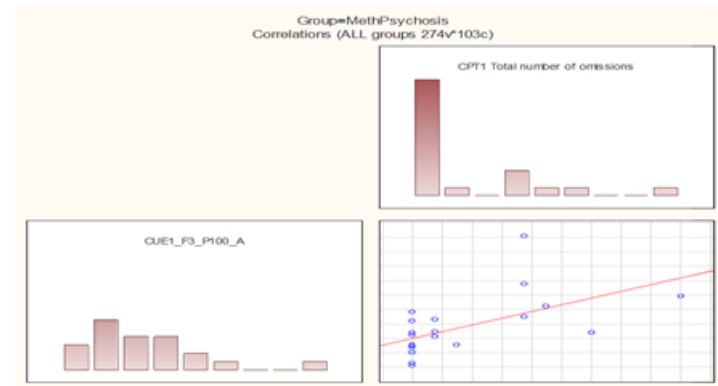 Group=MethPsychosis
Correlations (ALL groups 274v*103c)
CPT1 Total number of omissions
CUE1_F3_P100_A